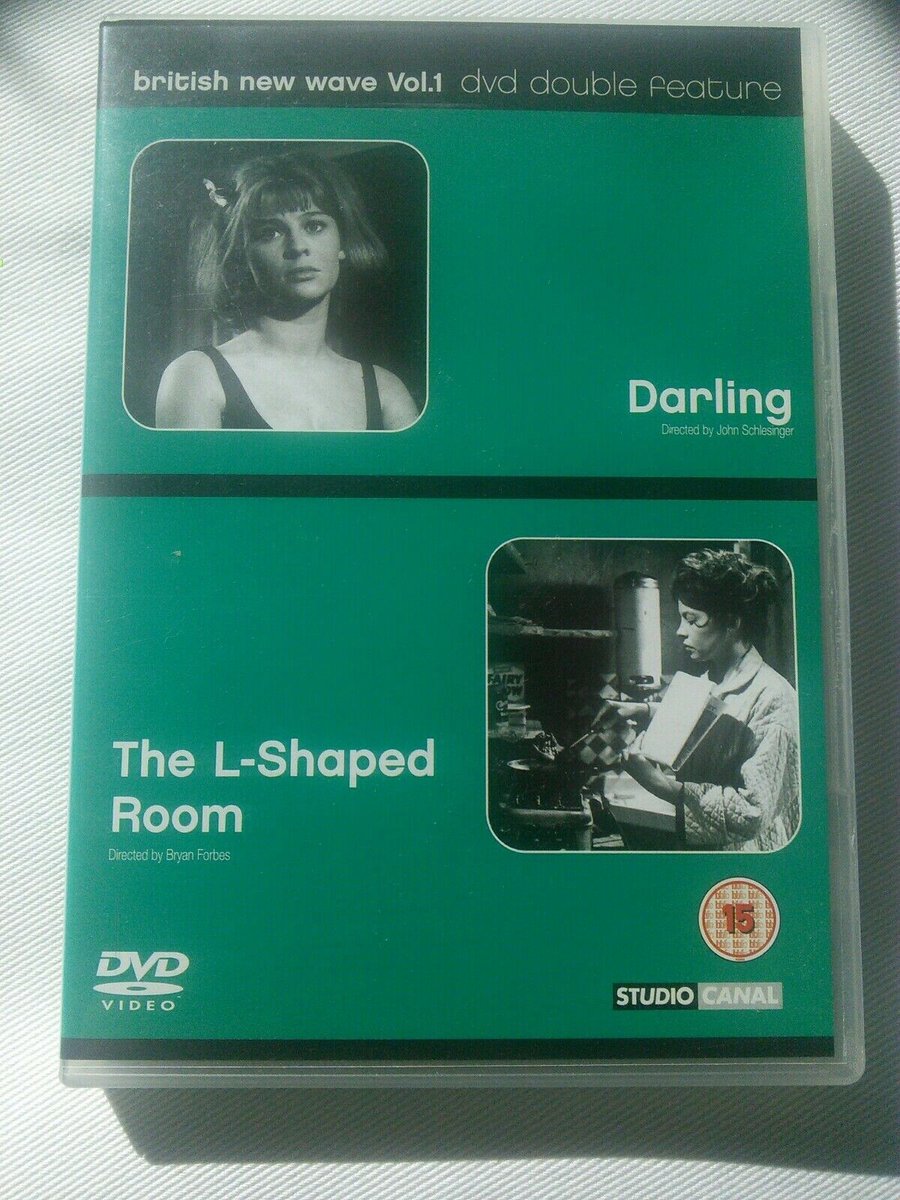 british new wave Vol.1 dvd double feature
Darling
Directed by John Schlesinger
FAIRY
The L-Shaped
Room
Directed by Bryan Forbes
15
DVD
VIDEO
STUDIO CANAL